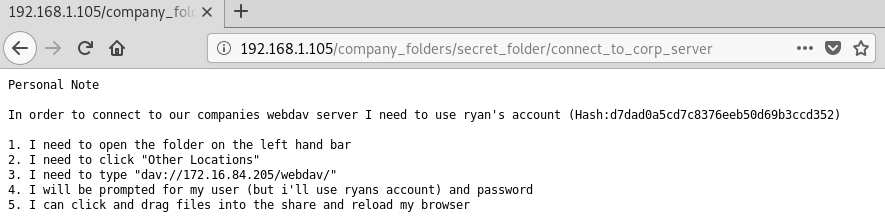 192.168.1.105/company_fol
192.168.1.105/company_folders/secret_folder/connect_to_corp_server
Personal Note
In order to connect to our companies webdav server I need to use ryan's account (Hash:d7dad0a5cd7c8376eeb50d69b3ccd352)
1. I need to open the folder on the left hand bar
2. I need to click "Other Locations"
3. I need to type "dav://172.16.84.205/webdav/"
4. I will be prompted for my user (but i'll use ryans account) and password
5. I can click and drag files into the share and reload my browser